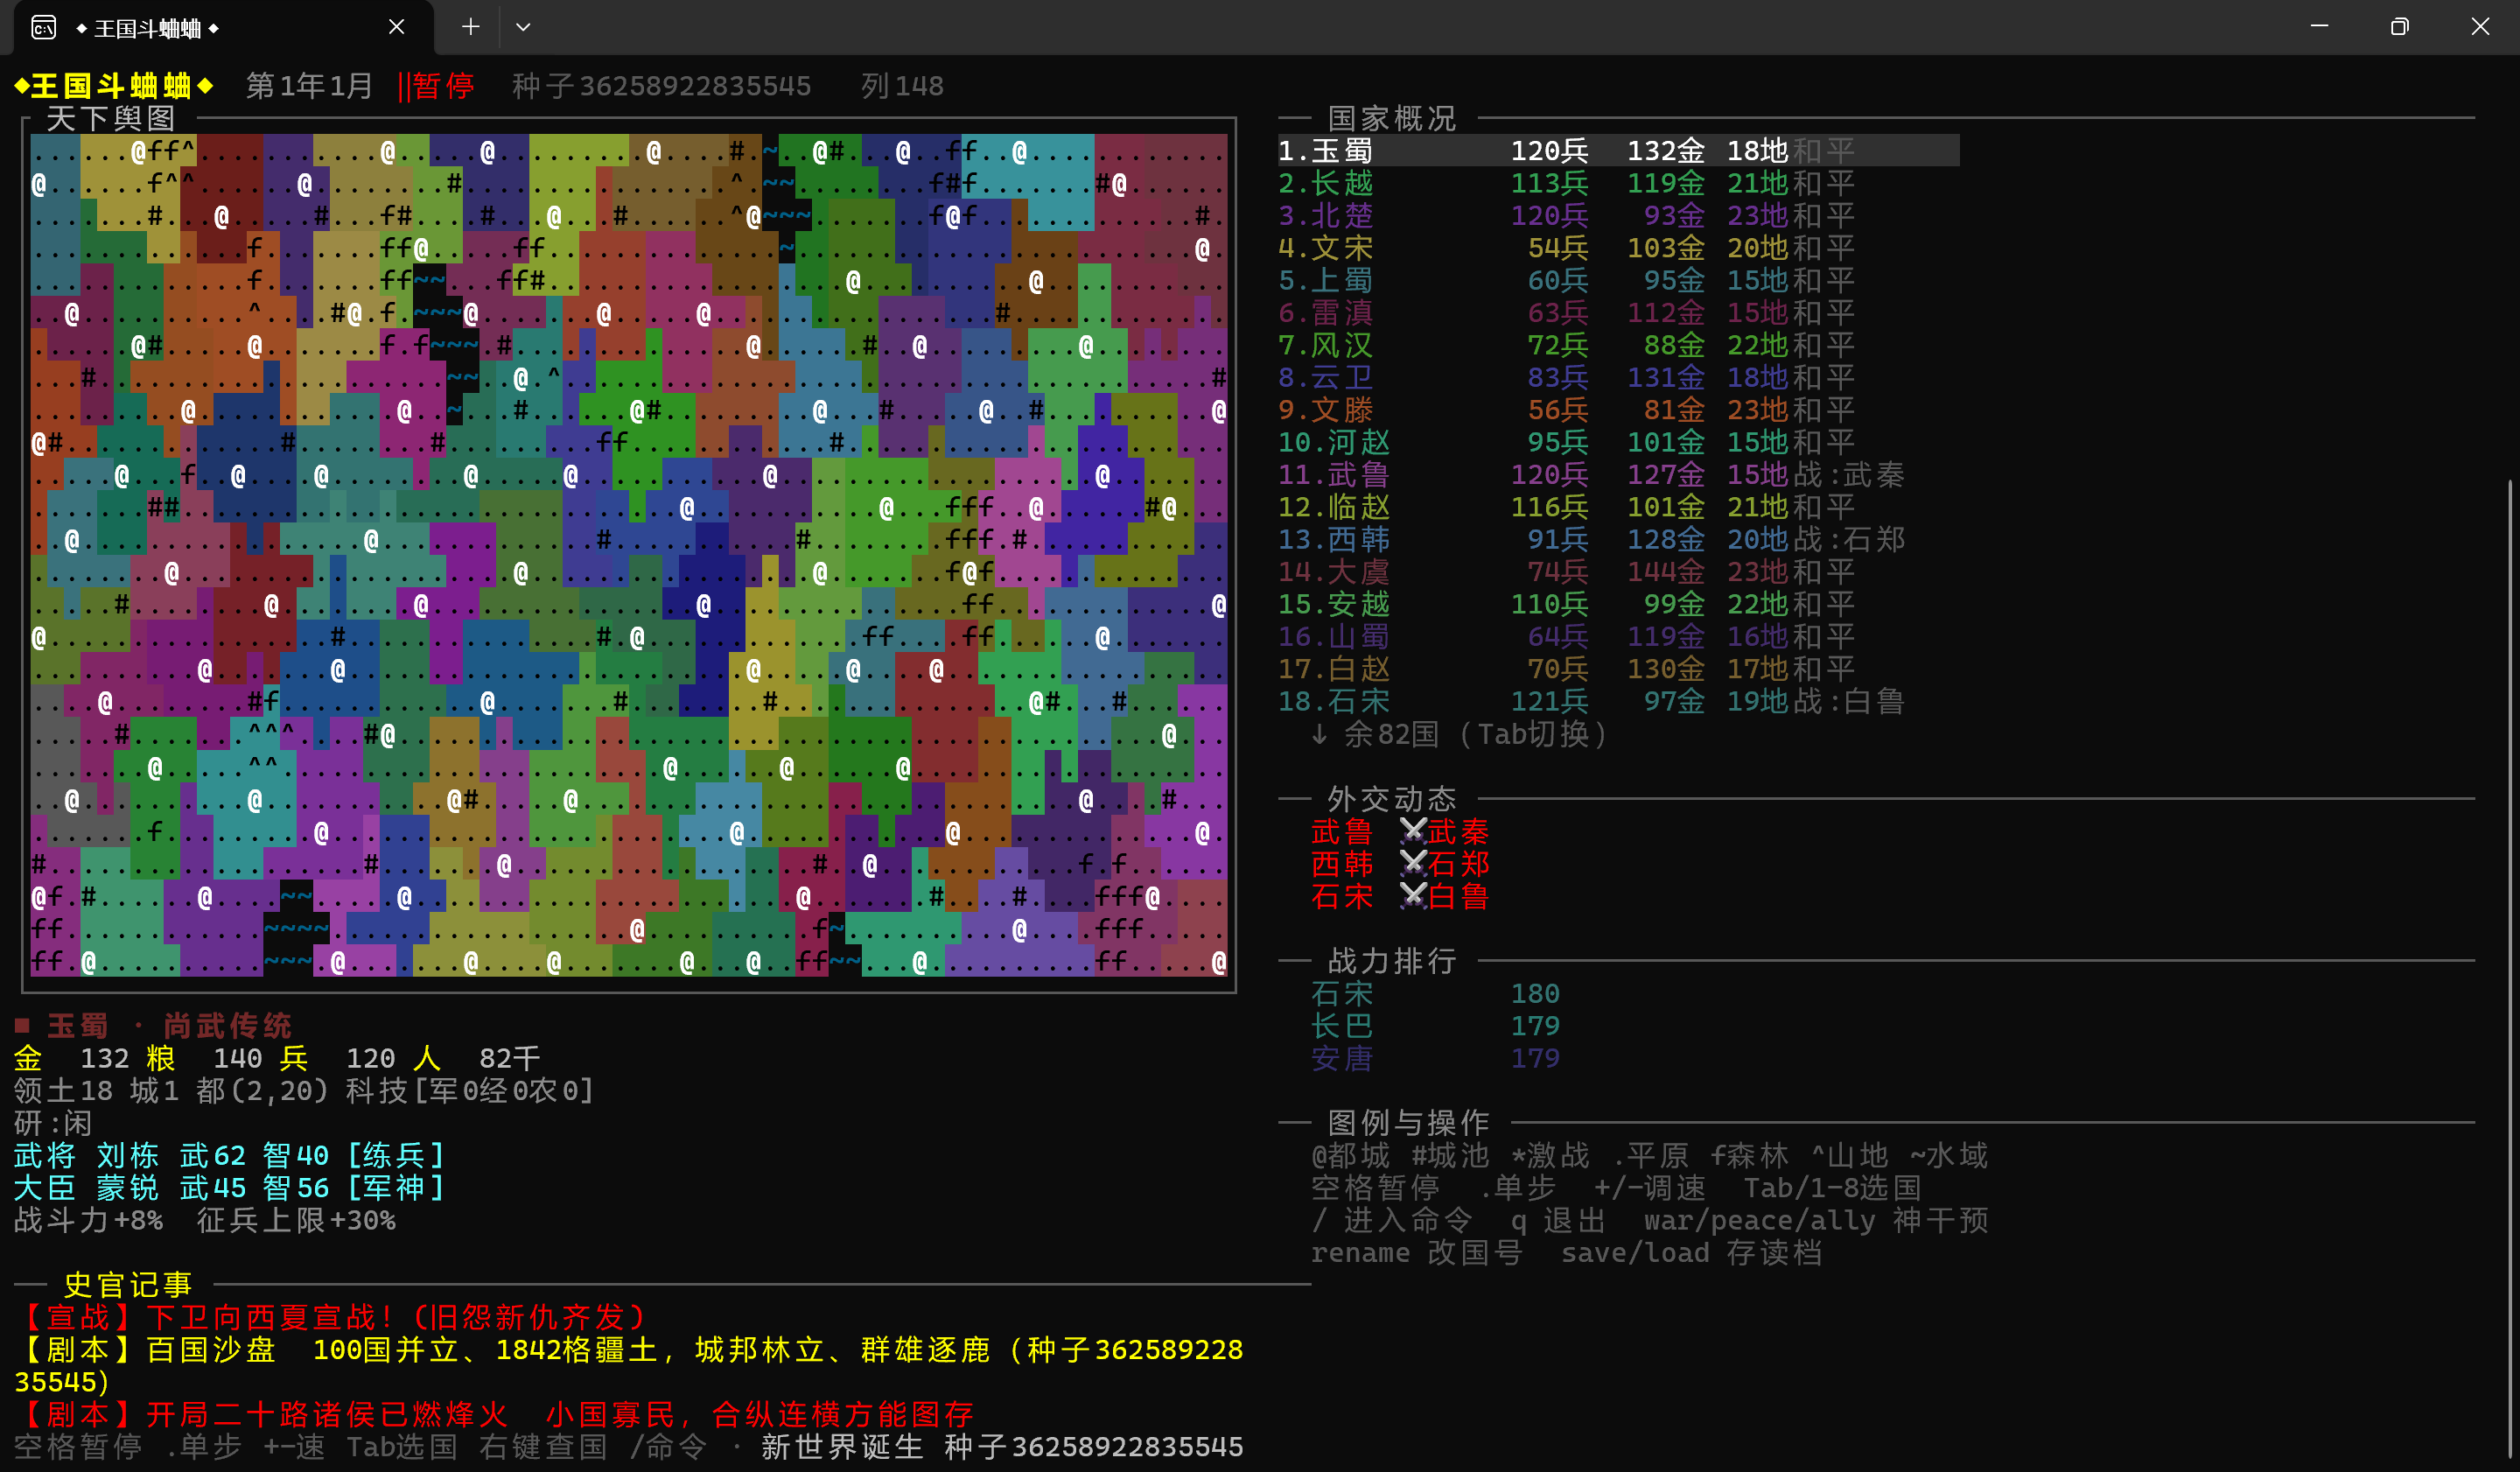 ◆ 王国斗蛐蛐 ◆
◆王国斗蛐蛐◆ 第1年1月 ||暂停 种子36258922835545 列148
天下舆图
国家概况
1.玉蜀 120兵 132金 18地和平
2.长越 113兵 119金 21地和平
3.北楚 120兵 93金 23地和平
4.文宋 54兵 103金 20地和平
5.上蜀 60兵 95金 15地和平
6.雷滇 63兵 112金 15地和平
7.风汉 72兵 88金 22地和平
8.云卫 83兵 131金 18地和平
9.文滕 56兵 81金 23地和平
10.河赵 95兵 101金 15地和平
11.武鲁 120兵 127金 15地战:武秦
12.临赵 116兵 101金 21地和平
13.西韩 91兵 128金 20地战:石郑
14.大虞 74兵 144金 23地和平
15.安越 110兵 99金 22地和平
16.山蜀 64兵 119金 16地和平
17.白赵 70兵 130金 17地和平
18.石宋 121兵 97金 19地战:白鲁
↓ 余82国 (Tab切换)
外交动态
武鲁 ⚔武秦
西韩 ⚔石郑
石宋 ⚔白鲁
战力排行
石宋 180
长巴 179
安唐 179
图例与操作
@都城 #城池 *激战 .平原 f森林 ^山地 ~水域
空格暂停 .单步 +/-调速 Tab/1-8选国
/ 进入命令 q 退出 war/peace/ally 神干预
rename 改国号 save/load 存读档
■ 玉蜀 · 尚武传统
金 132 粮 140 兵 120 人 82千
领土18 城1 都(2,20) 科技[军0经0农0]
研:闲
武将 刘栋 武62 智40 [练兵]
大臣 蒙锐 武45 智56 [军神]
战斗力+8% 征兵上限+30%
史官记事
【宣战】下卫向西夏宣战！(旧怨新仇齐发)
【剧本】百国沙盘 100国并立、1842格疆土，城邦林立、群雄逐鹿（种子362589228
35545)
【剧本】开局二十路诸侯已燃烽火 小国寡民，合纵连横方能图存
空格暂停 .单步 +-速 Tab选国 右键查国 /命令 · 新世界诞生 种子36258922835545